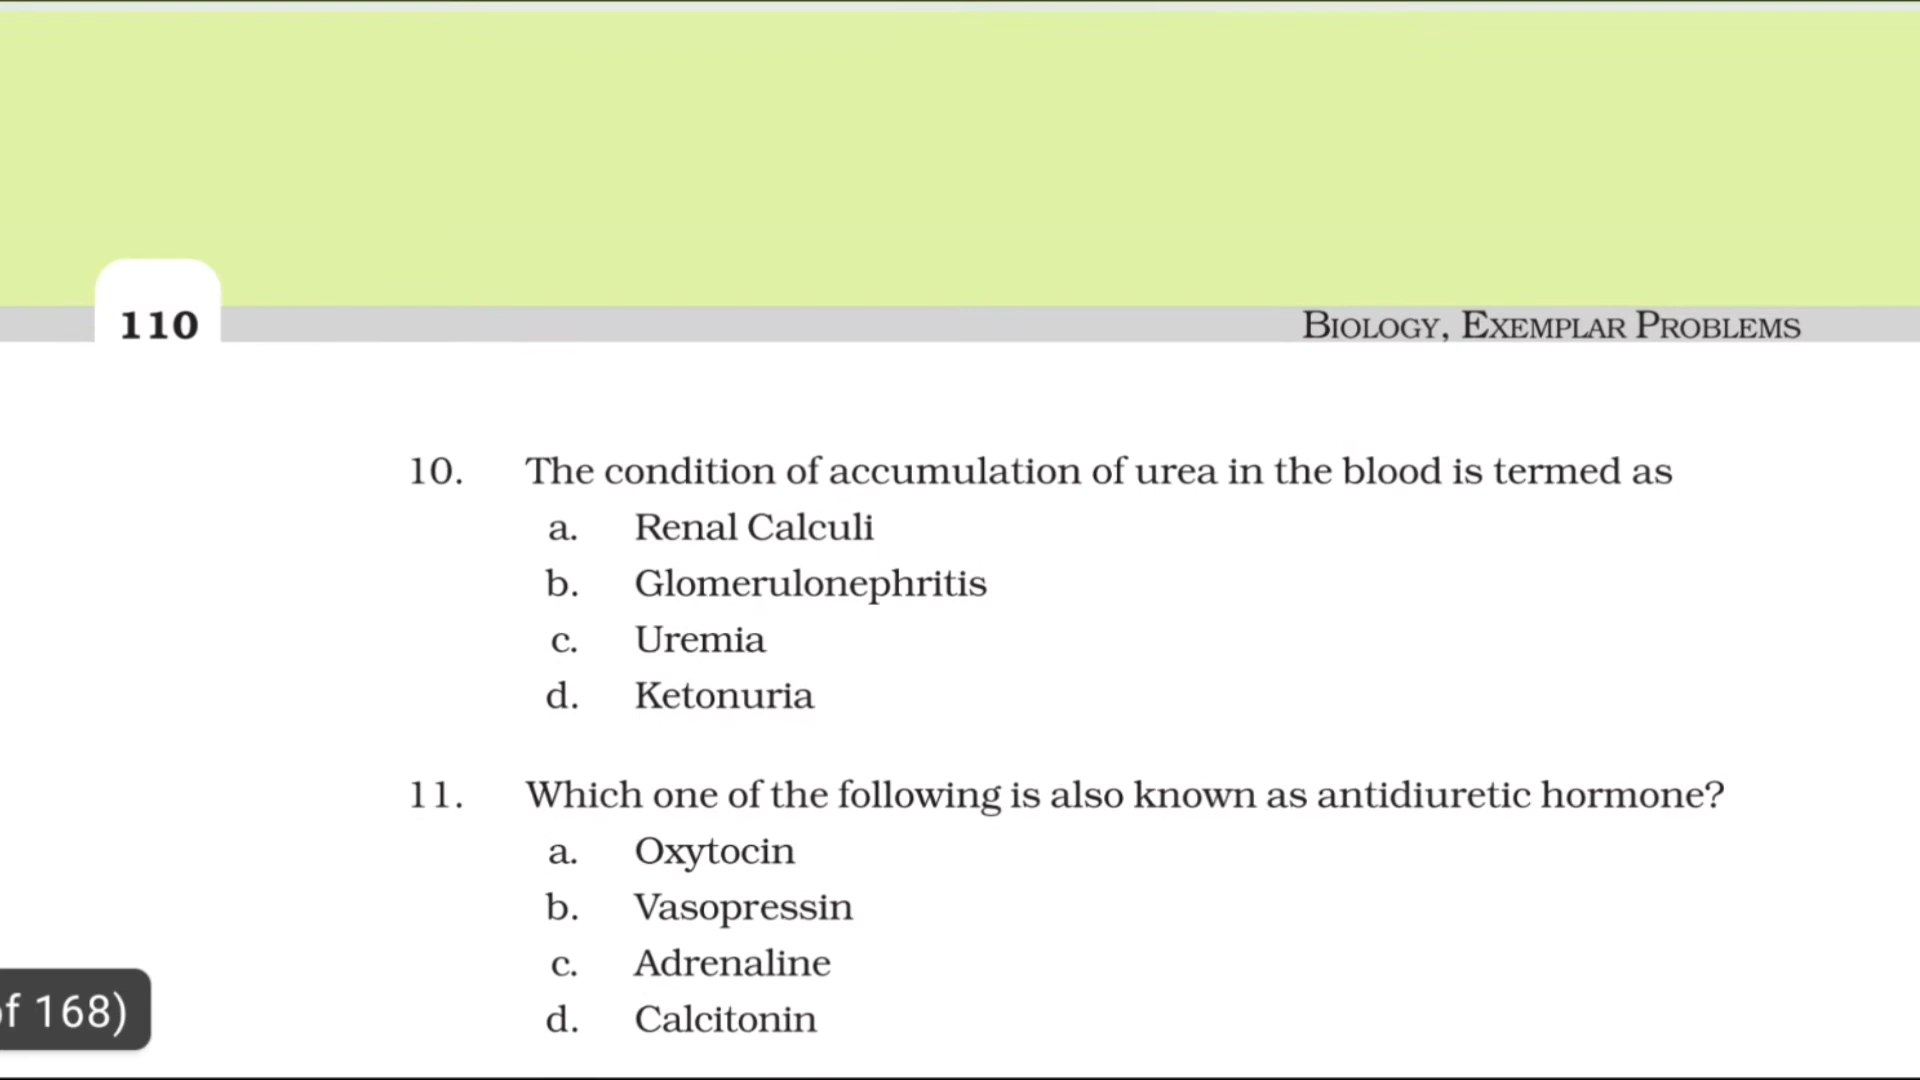 110
BIOLOGY, EXEMPLAR PROBLEMS
10. The condition of accumulation of urea in the blood is termed as
a. Renal Calculi
b. Glomerulonephritis
c. Uremia
d. Ketonuria
11. Which one of the following is also known as antidiuretic hormone?
a. Oxytocin
b. Vasopressin
c. Adrenaline
d. Calcitonin
of 168)